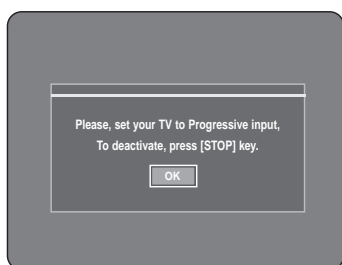 Please, set your TV to Progressive input,
To deactivate, press [STOP] key.
OK